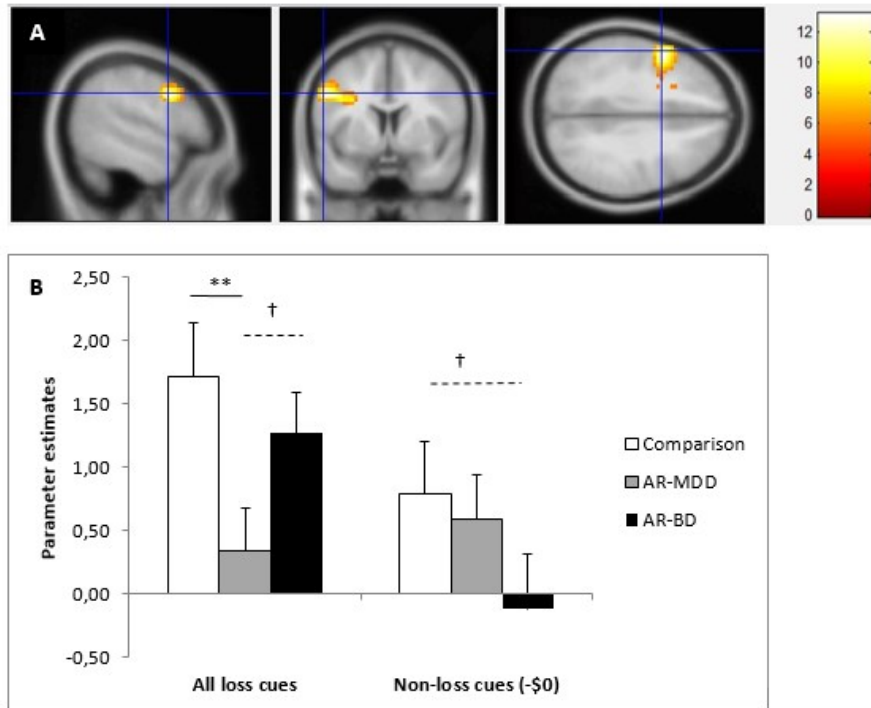 A
12
10
8
6
4
2
0
B
Parameter estimates
2,50
2,00
1,50
1,00
0,50
0,00
-0,50
**
†
†
Comparison
AR-MDD
AR-BD
All loss cues
Non-loss cues (-$0)